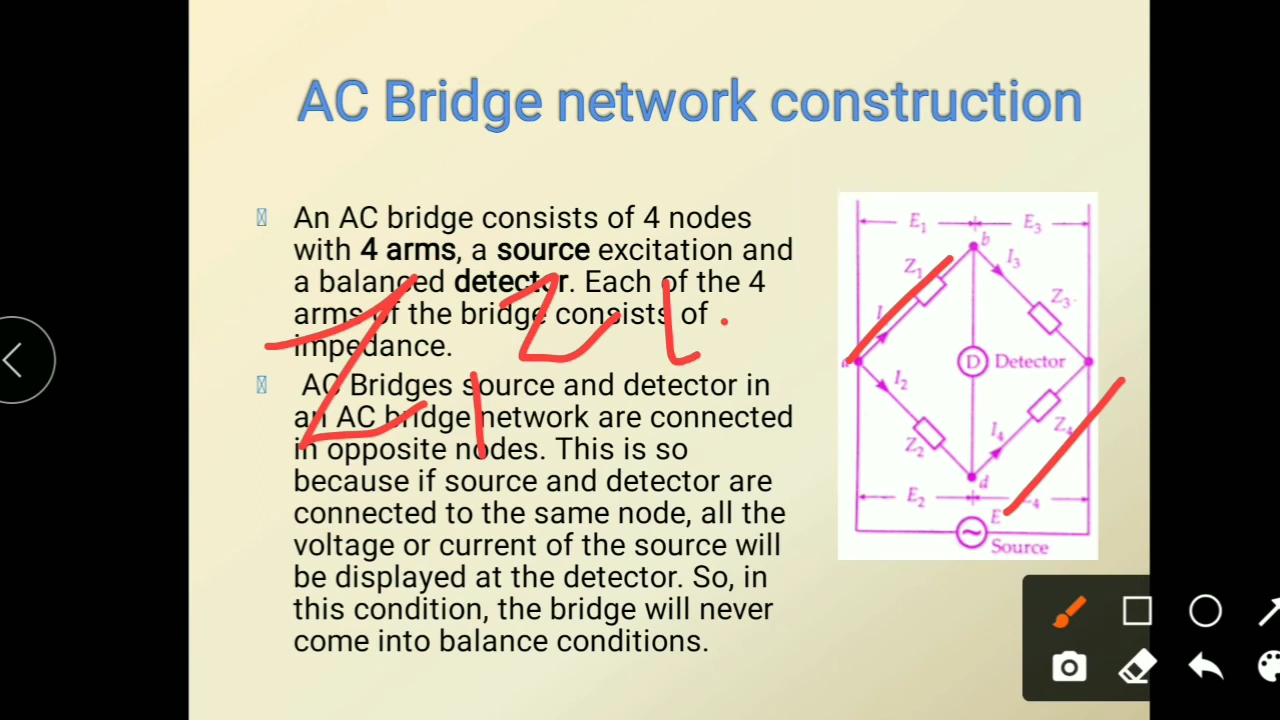 AC Bridge network construction
An AC bridge consists of 4 nodes
with 4 arms, a source excitation and
a balanced detector. Each of the 4
arms of the bridge consists of
impedance.
AC Bridges source and detector in
an AC bridge network are connected
in opposite nodes. This is so
because if source and detector are
connected to the same node, all the
voltage or current of the source will
be displayed at the detector. So, in
this condition, the bridge will never
come into balance conditions.
E1 E3
b
Z1 I3
Z3
I
a D Detector
I2
Z2 I4 Z4
d
E2
E
Source
Z1 Z4